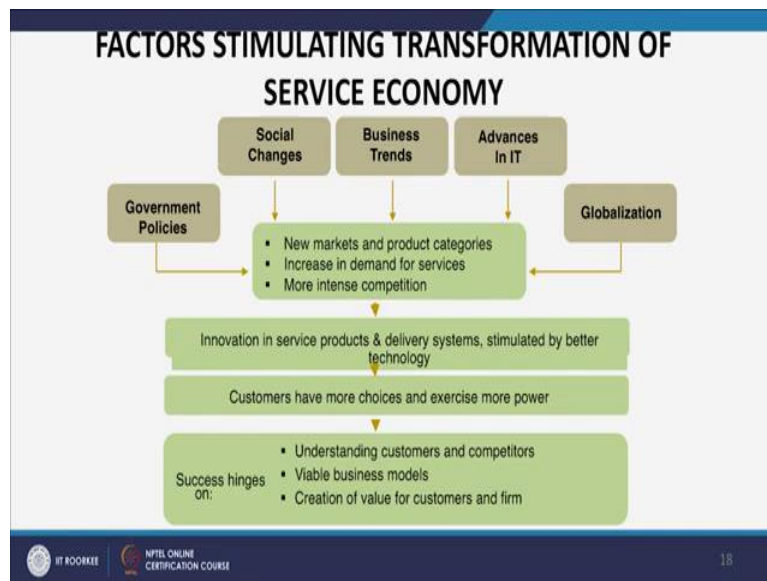 FACTORS STIMULATING TRANSFORMATION OF
SERVICE ECONOMY
Social
Changes
Business
Trends
Advances
In IT
Government
Policies
Globalization
▪ New markets and product categories
▪ Increase in demand for services
▪ More intense competition
Innovation in service products & delivery systems, stimulated by better
technology
Customers have more choices and exercise more power
Success hinges
on:
▪ Understanding customers and competitors
▪ Viable business models
▪ Creation of value for customers and firm
IIT ROORKEE
NPTEL ONLINE
CERTIFICATION COURSE
18